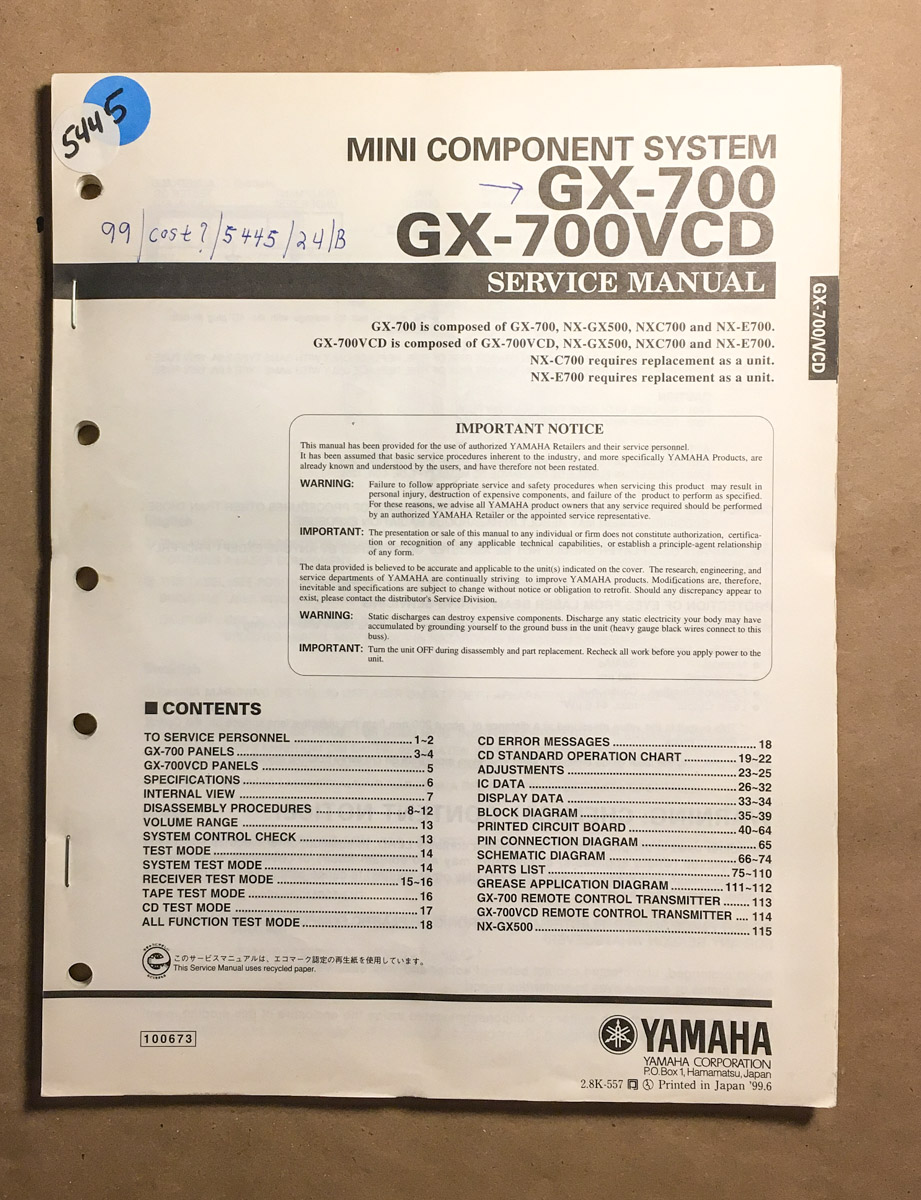 5445
MINI COMPONENT SYSTEM
→ GX-700
99/cost?/5445/24/B
GX-700VCD
SERVICE MANUAL
GX-700/VCD
GX-700 is composed of GX-700, NX-GX500, NXC700 and NX-E700.
GX-700VCD is composed of GX-700VCD, NX-GX500, NXC700 and NX-E700.
NX-C700 requires replacement as a unit.
NX-E700 requires replacement as a unit.
IMPORTANT NOTICE
This manual has been provided for the use of authorized YAMAHA Retailers and their service personnel.
It has been assumed that basic service procedures inherent to the industry, and more specifically YAMAHA Products, are
already known and understood by the users, and have therefore not been restated.
WARNING: Failure to follow appropriate service and safety procedures when servicing this product may result in
personal injury, destruction of expensive components, and failure of the product to perform as specified.
For these reasons, we advise all YAMAHA product owners that any service required should be performed
by an authorized YAMAHA Retailer or the appointed service representative.
IMPORTANT: The presentation or sale of this manual to any individual or firm does not constitute authorization, certifica-
tion or recognition of any applicable technical capabilities, or establish a principle-agent relationship
of any form.
The data provided is believed to be accurate and applicable to the unit(s) indicated on the cover. The research, engineering, and
service departments of YAMAHA are continually striving to improve YAMAHA products. Modifications are, therefore,
inevitable and specifications are subject to change without notice or obligation to retrofit. Should any discrepancy appear to
exist, please contact the distributor's Service Division.
WARNING: Static discharges can destroy expensive components. Discharge any static electricity your body may have
accumulated by grounding yourself to the ground buss in the unit (heavy gauge black wires connect to this
buss).
IMPORTANT: Turn the unit OFF during disassembly and part replacement. Recheck all work before you apply power to the
unit.
■ CONTENTS
TO SERVICE PERSONNEL ........ 1~2
GX-700 PANELS ........ 3~4
GX-700VCD PANELS ........ 5
SPECIFICATIONS ........ 6
INTERNAL VIEW ........ 7
DISASSEMBLY PROCEDURES ........ 8~12
VOLUME RANGE ........ 13
SYSTEM CONTROL CHECK ........ 13
TEST MODE ........ 14
SYSTEM TEST MODE ........ 14
RECEIVER TEST MODE ........ 15~16
TAPE TEST MODE ........ 16
CD TEST MODE ........ 17
ALL FUNCTION TEST MODE ........ 18
CD ERROR MESSAGES ........ 18
CD STANDARD OPERATION CHART ........ 19~22
ADJUSTMENTS ........ 23~25
IC DATA ........ 26~32
DISPLAY DATA ........ 33~34
BLOCK DIAGRAM ........ 35~39
PRINTED CIRCUIT BOARD ........ 40~64
PIN CONNECTION DIAGRAM ........ 65
SCHEMATIC DIAGRAM ........ 66~74
PARTS LIST ........ 75~110
GREASE APPLICATION DIAGRAM ........ 111~112
GX-700 REMOTE CONTROL TRANSMITTER ........ 113
GX-700VCD REMOTE CONTROL TRANSMITTER .... 114
NX-GX500 ........ 115
このサービスマニュアルは、エコマーク認定の再生紙を使用しています。
This Service Manual uses recycled paper.
100673
YAMAHA
YAMAHA CORPORATION
P.O.Box 1, Hamamatsu, Japan
2.8K-557 Printed in Japan '99.6